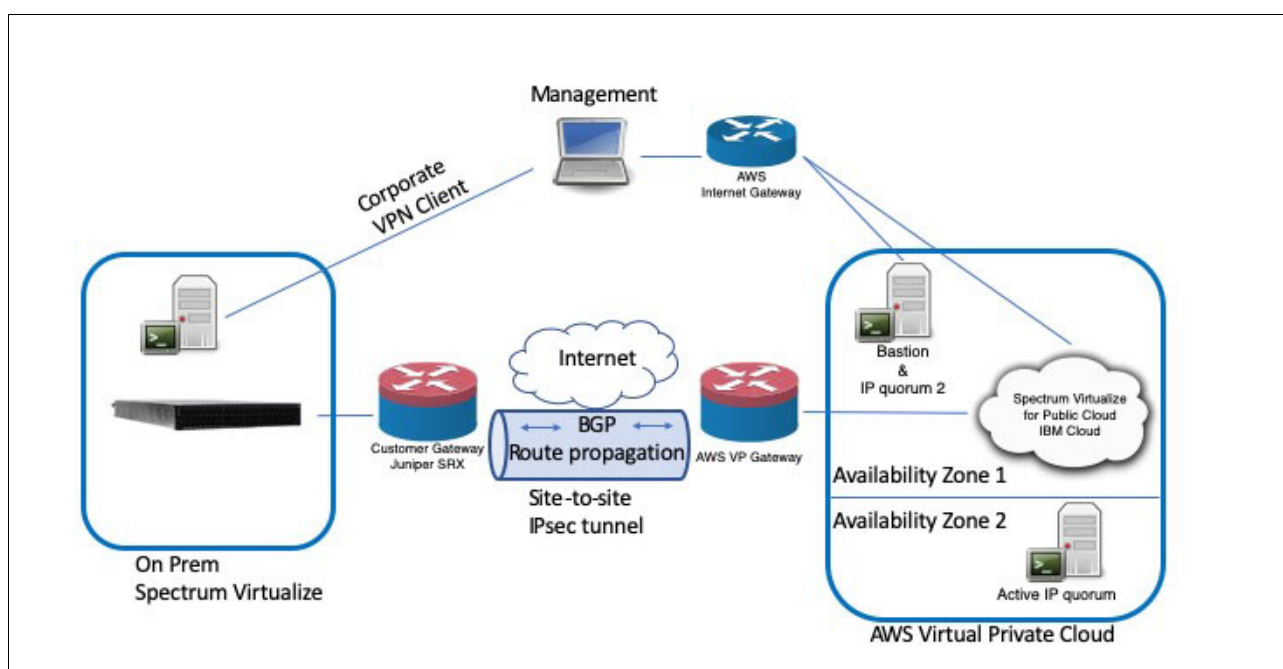 Management
Corporate
VPN Client
AWS
Internet Gateway
Internet
BGP
Route propagation
Customer Gateway
Juniper SRX
AWS VP Gateway
Site-to-site
IPsec tunnel
On Prem
Spectrum Virtualize
>_
Bastion
&
IP quorum 2
Spectrum Virtualize
for Public Cloud
IBM Cloud
Availability Zone 1
Availability Zone 2
>_
Active IP quorum
AWS Virtual Private Cloud